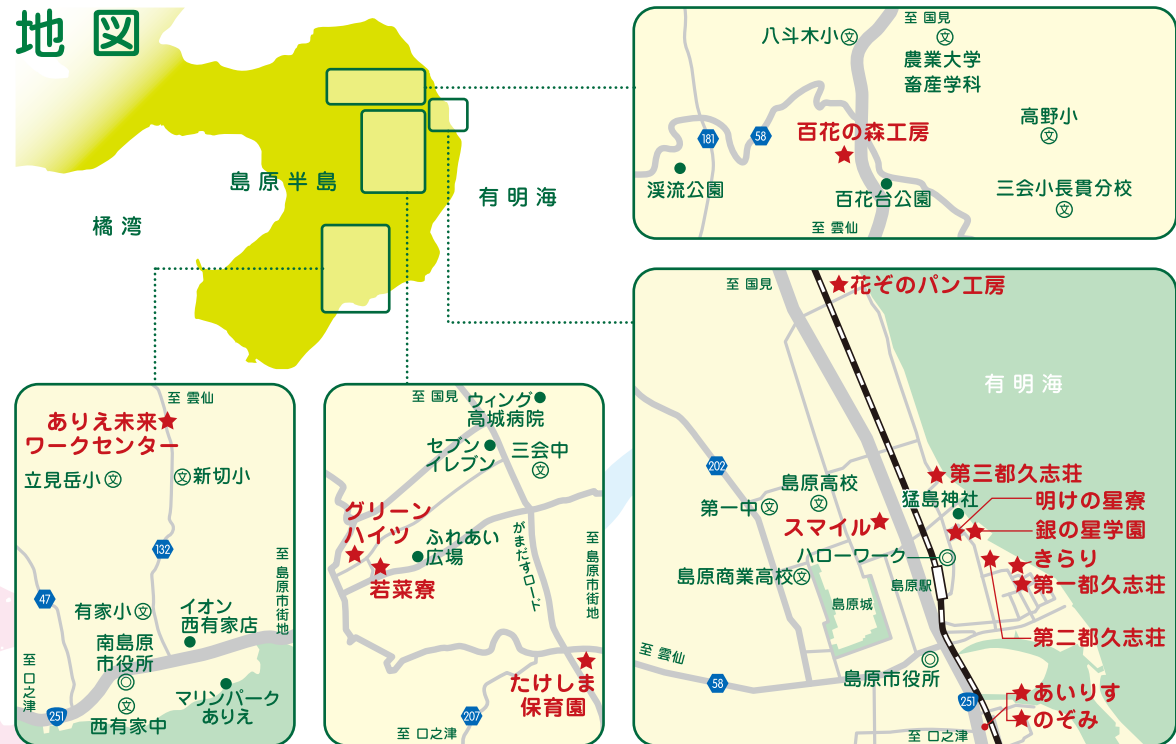 地図
島原半島
有明海
橘湾
至 国見
八斗木小
文
農業大学
畜産学科
高野小
文
181
58
百花の森工房
渓流公園
百花台公園
三会小長貫分校
文
至 雲仙
至 国見
花ぞのパン工房
有明海
202
島原高校
文
第一中
文
スマイル
第三都久志荘
猛島神社
明けの星寮
銀の星学園
ハローワーク
きらり
島原商業高校
文
島原駅
第一都久志荘
島原城
第二都久志荘
至 雲仙
島原市役所
58
251
あいりす
のぞみ
至 口之津
至 雲仙
ありえ未来
ワークセンター
立見岳小
文
文
新切小
132
至 島原市街地
47
有家小
文
イオン
西有家店
南島原
市役所
至 口之津
文
マリンパーク
ありえ
251
西有家中
至 国見
ウィング
高城病院
セブン
イレブン
三会中
文
グリーン
ハイツ
ふれあい
広場
がまだすロード
至 島原市街地
若菜寮
たけしま
保育園
207
至 口之津